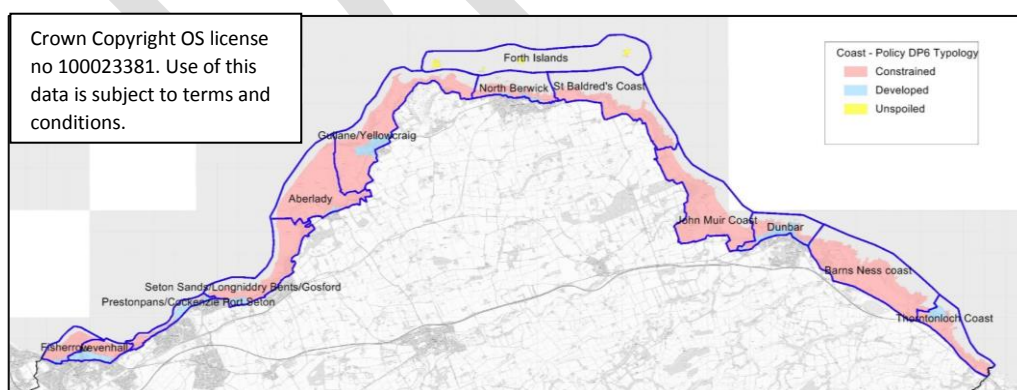 Crown Copyright OS license
no 100023381. Use of this
data is subject to terms and
conditions.
Coast - Policy DP6 Typology
Constrained
Developed
Unspoiled
Forth Islands
North Berwick
St Baldred's Coast
Gullane/Yellowcraig
Aberlady
John Muir Coast
Dunbar
Barns Ness coast
Seton Sands/Longniddry Bents/Gosford
Prestonpans/Cockenzie Port Seton
Thorntonloch Coast
Fisherrow
Levenhall